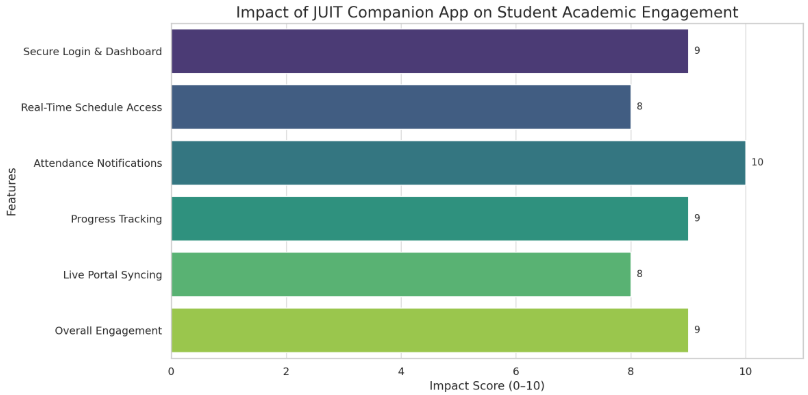 Impact of JUIT Companion App on Student Academic Engagement
Features
Secure Login & Dashboard
9
Real-Time Schedule Access
8
Attendance Notifications
10
Progress Tracking
9
Live Portal Syncing
8
Overall Engagement
9
0 2 4 6 8 10
Impact Score (0–10)